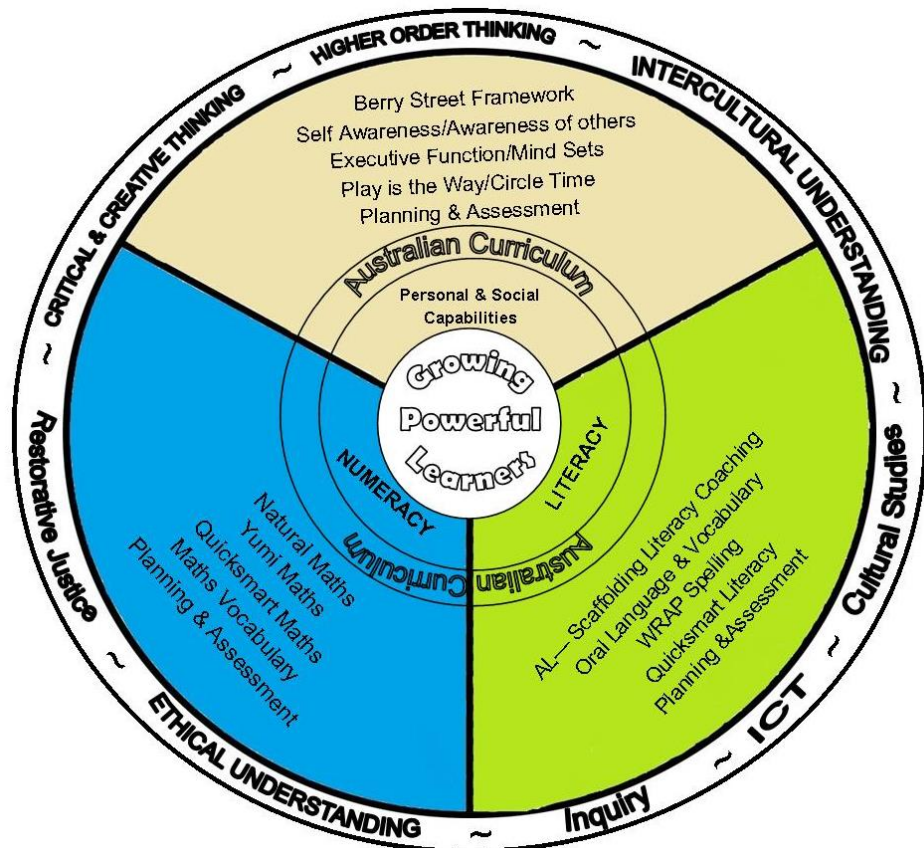 HIGHER ORDER THINKING
~
INTERCULTURAL UNDERSTANDING
~
Cultural Studies
~
ICT
~
Inquiry
~
ETHICAL UNDERSTANDING
~
Restorative Justice
~
CRITICAL & CREATIVE THINKING
~
Berry Street Framework
Self Awareness/Awareness of others
Executive Function/Mind Sets
Play is the Way/Circle Time
Planning & Assessment
Australian Curriculum
Personal & Social
Capabilities
Growing
Powerful
Learners
NUMERACY
Natural Maths
Yumi Maths
Quicksmart Maths
Maths Vocabulary
Planning & Assessment
LITERACY
AL—Scaffolding Literacy Coaching
Oral Language & Vocabulary
WRAP Spelling
Quicksmart Literacy
Planning &Assessment
Australian Curriculum